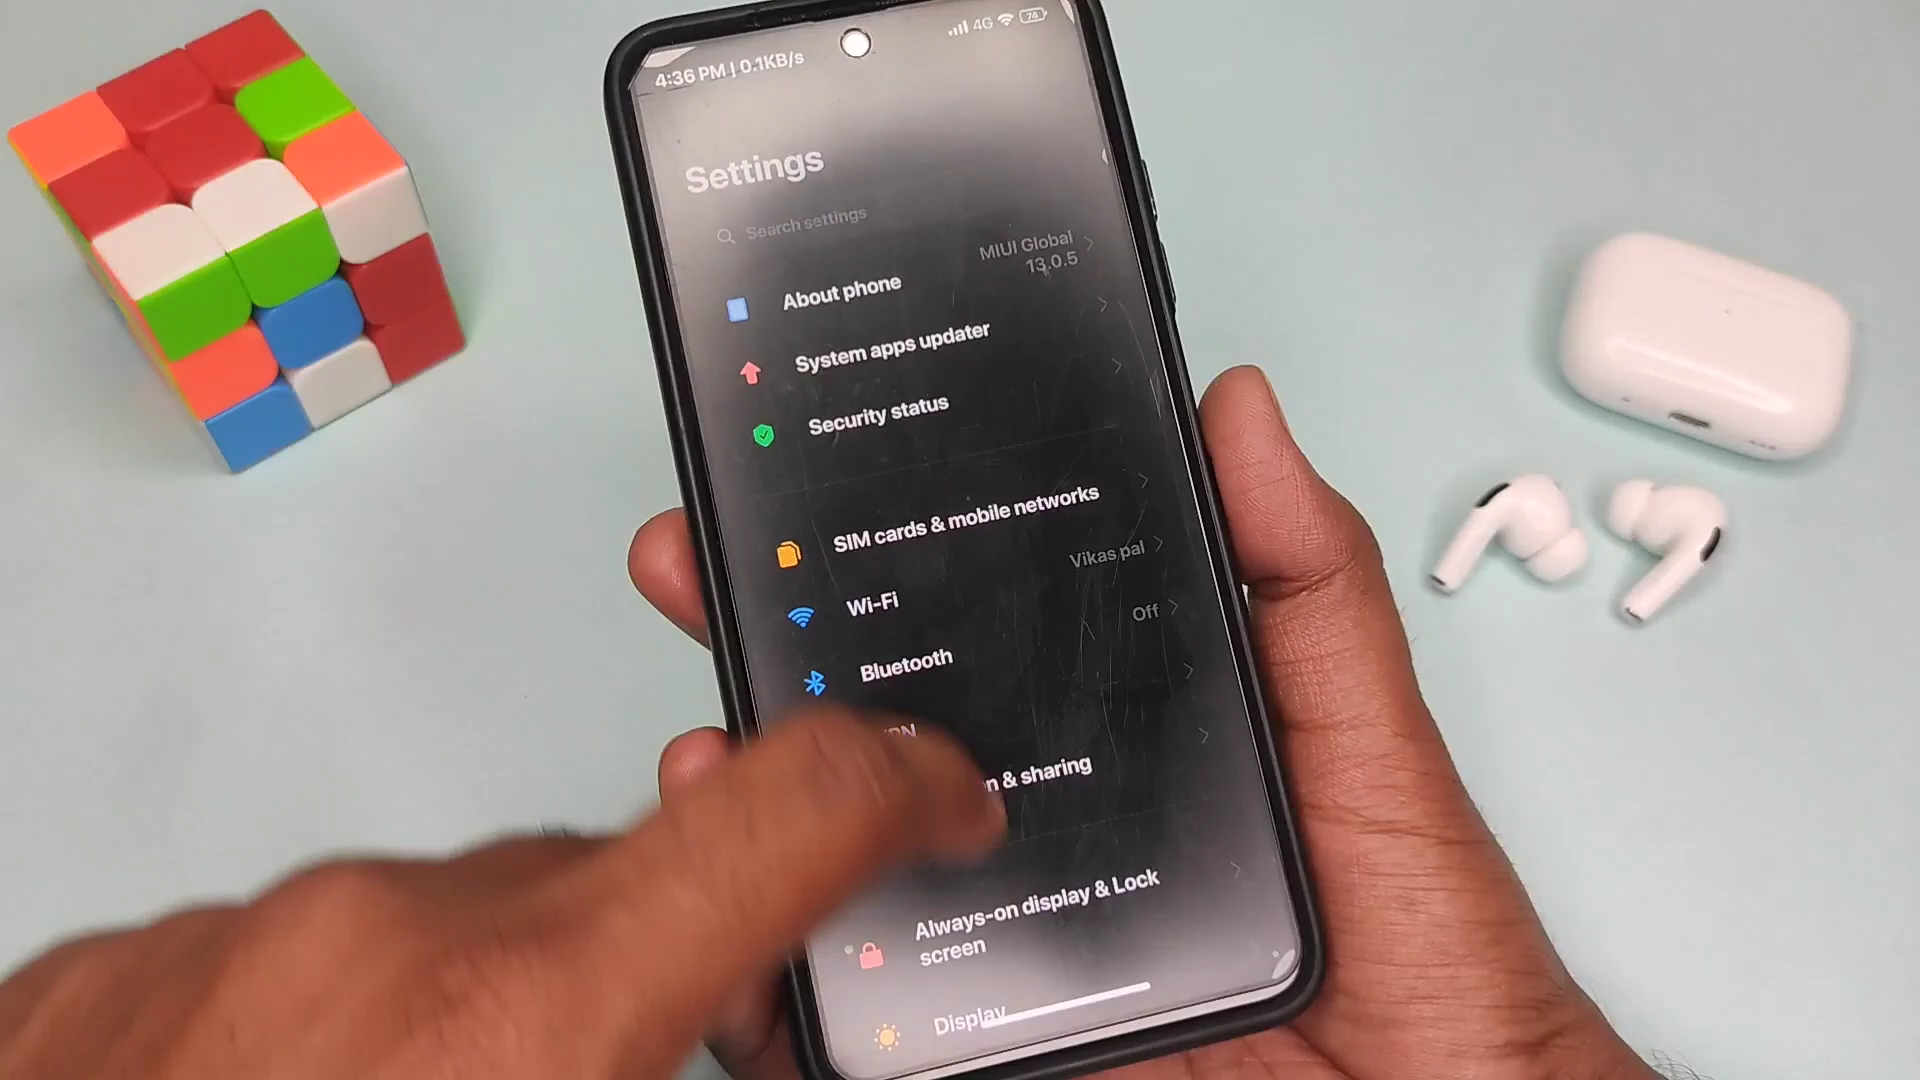 4:36 PM | 0.1KB/s
4G
74
Settings
Search settings
About phone
MIUI Global
13.0.5
System apps updater
Security status
SIM cards & mobile networks
Wi-Fi
Vikas pal
Bluetooth
Off
& sharing
Always-on display & Lock
screen
Display